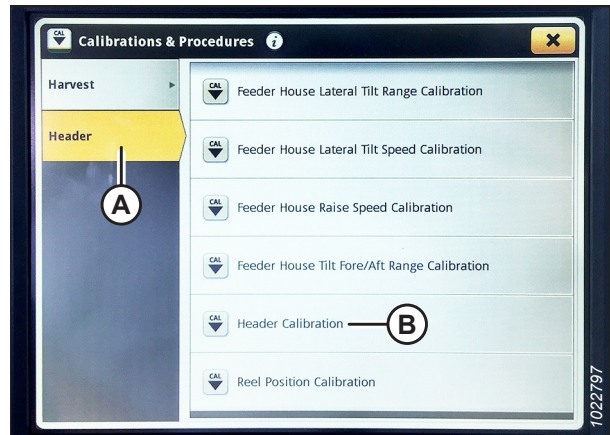 CAL Calibrations & Procedures i
Harvest
Header
A
CAL Feeder House Lateral Tilt Range Calibration
CAL Feeder House Lateral Tilt Speed Calibration
CAL Feeder House Raise Speed Calibration
CAL Feeder House Tilt Fore/Aft Range Calibration
CAL Header Calibration B
CAL Reel Position Calibration
1022797